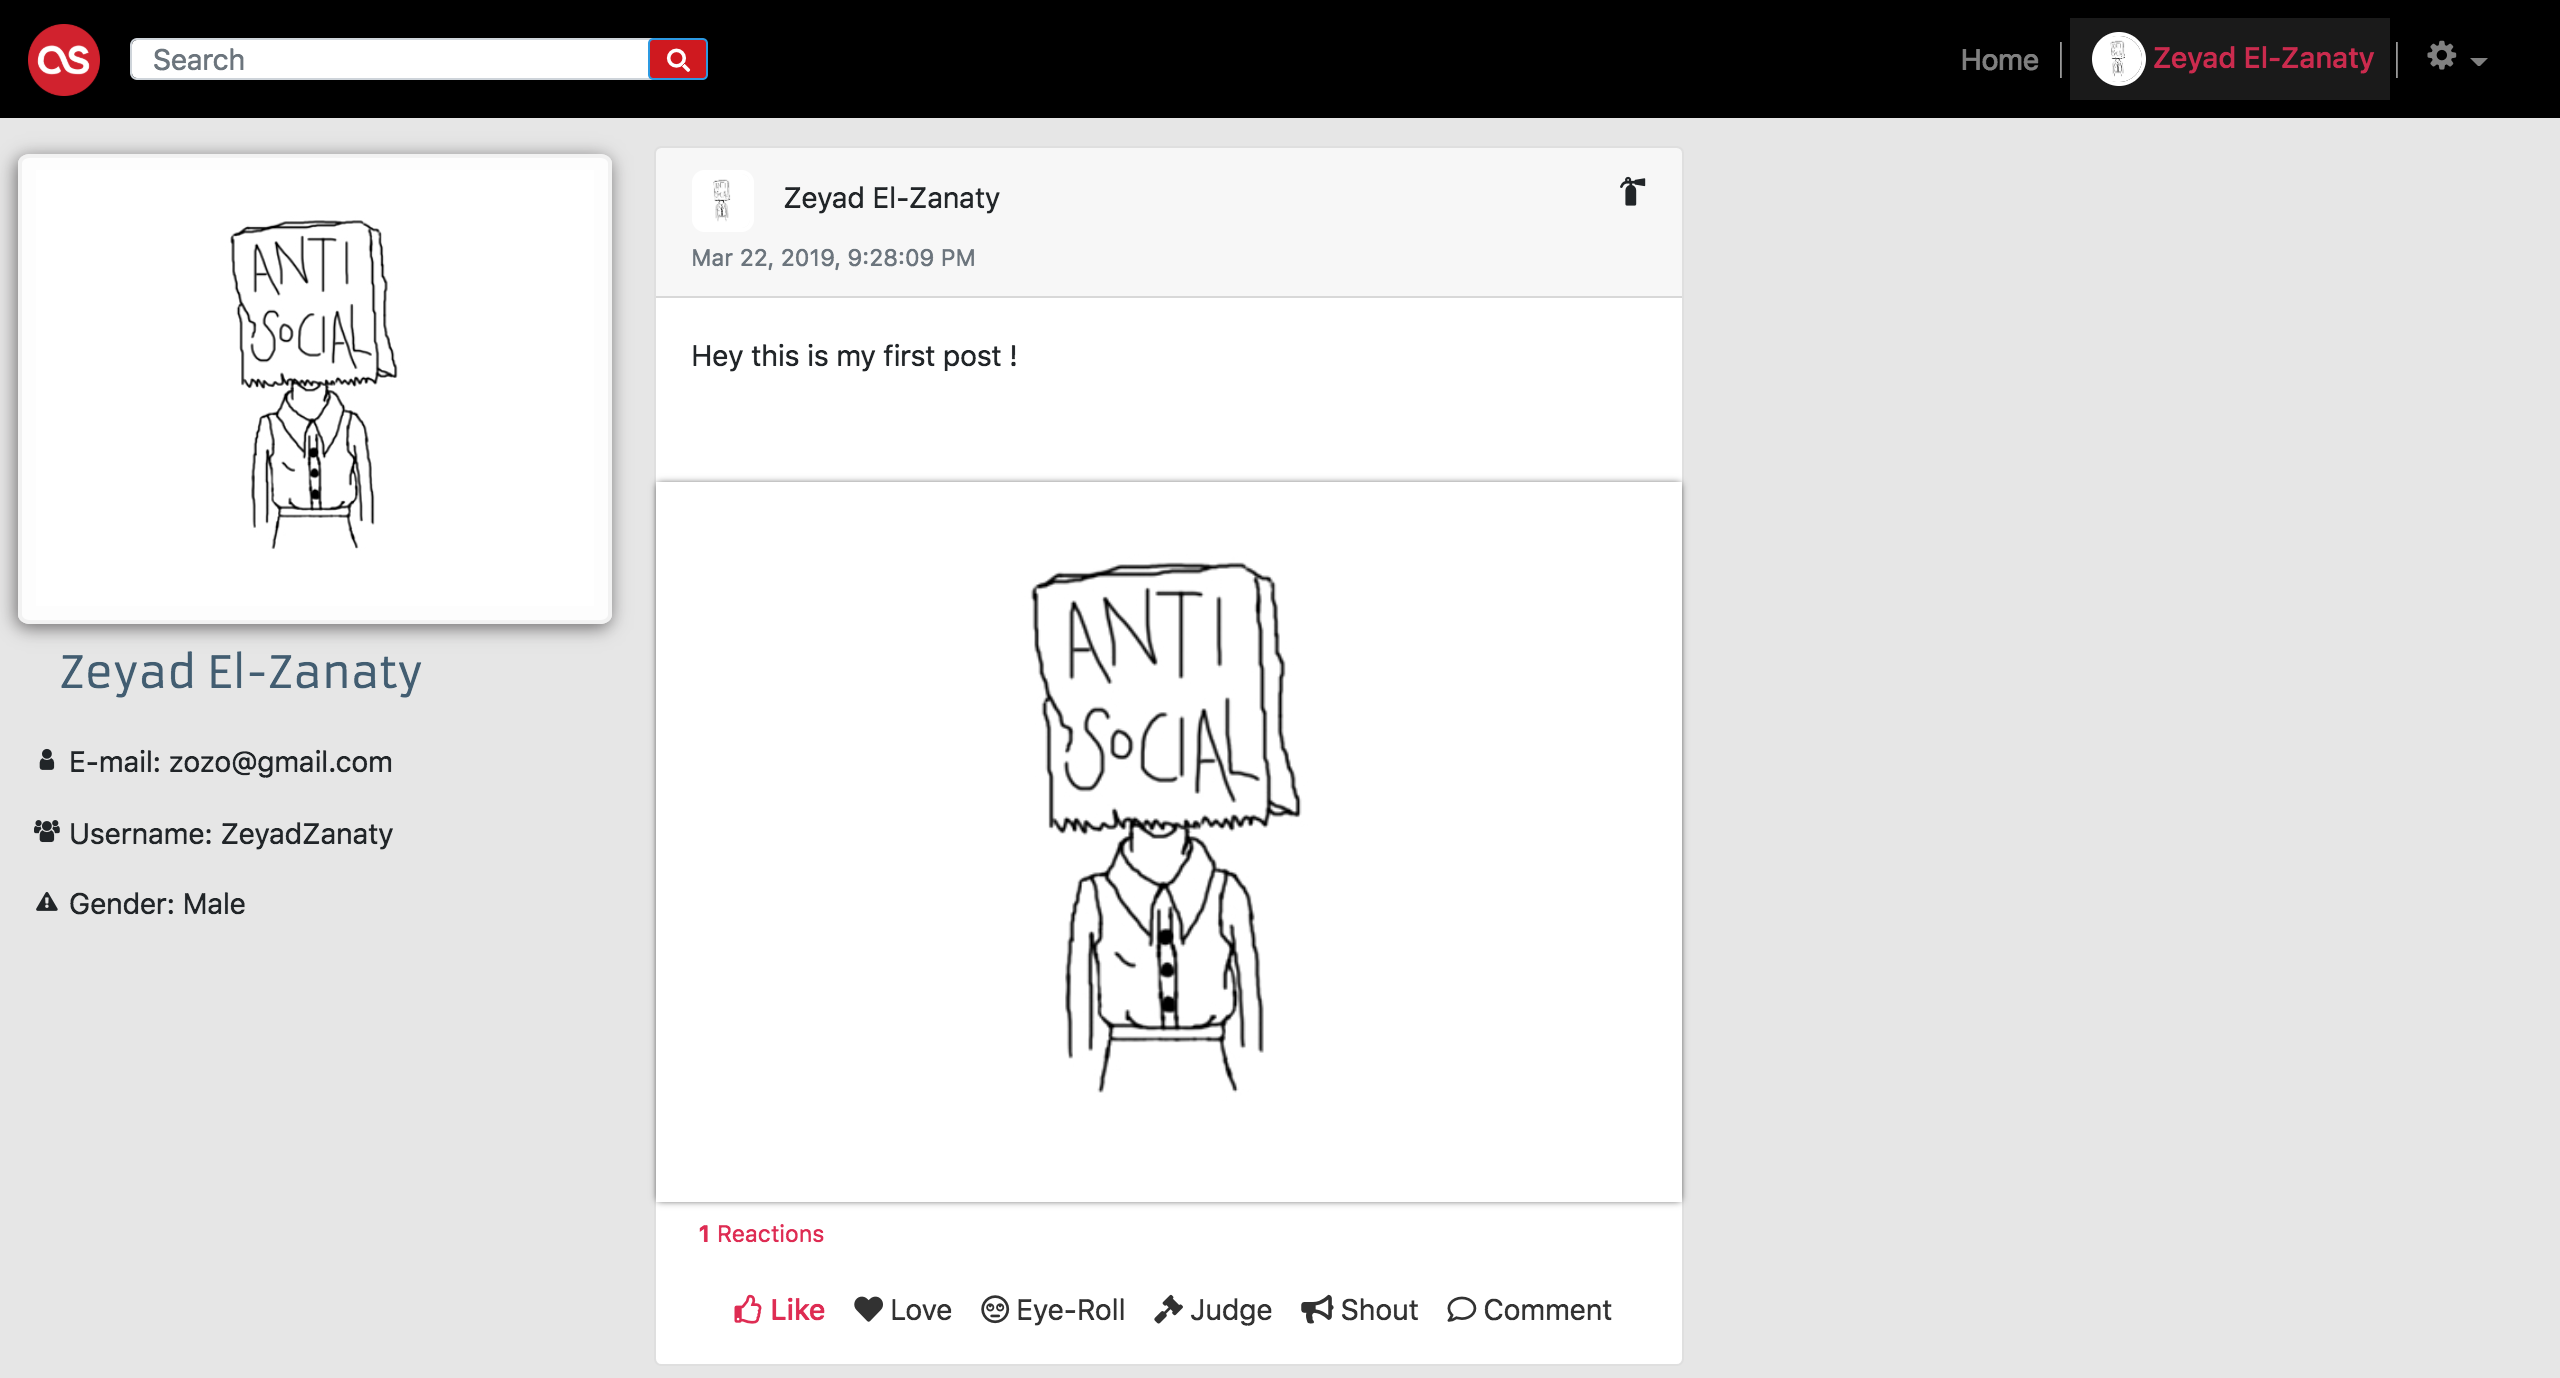 as
Search
Home
Zeyad El-Zanaty
ANTI
SOCIAL
Zeyad El-Zanaty
E-mail: zozo@gmail.com
Username: ZeyadZanaty
Gender: Male
Zeyad El-Zanaty
Mar 22, 2019, 9:28:09 PM
Hey this is my first post !
ANTI
SOCIAL
1 Reactions
Like Love Eye-Roll Judge Shout Comment